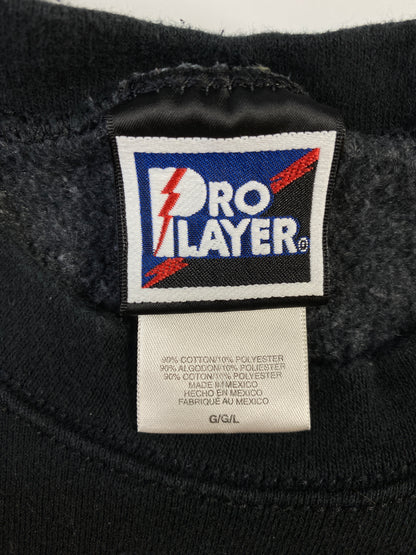 PRO
PLAYER®
90% COTTON/10% POLYESTER
90% ALGODON/10% POLIESTER
90% COTON/10% POLYESTER
MADE IN MEXICO
HECHO EN MEXICO
FABRIQUÉ AU MEXICO
G/G/L